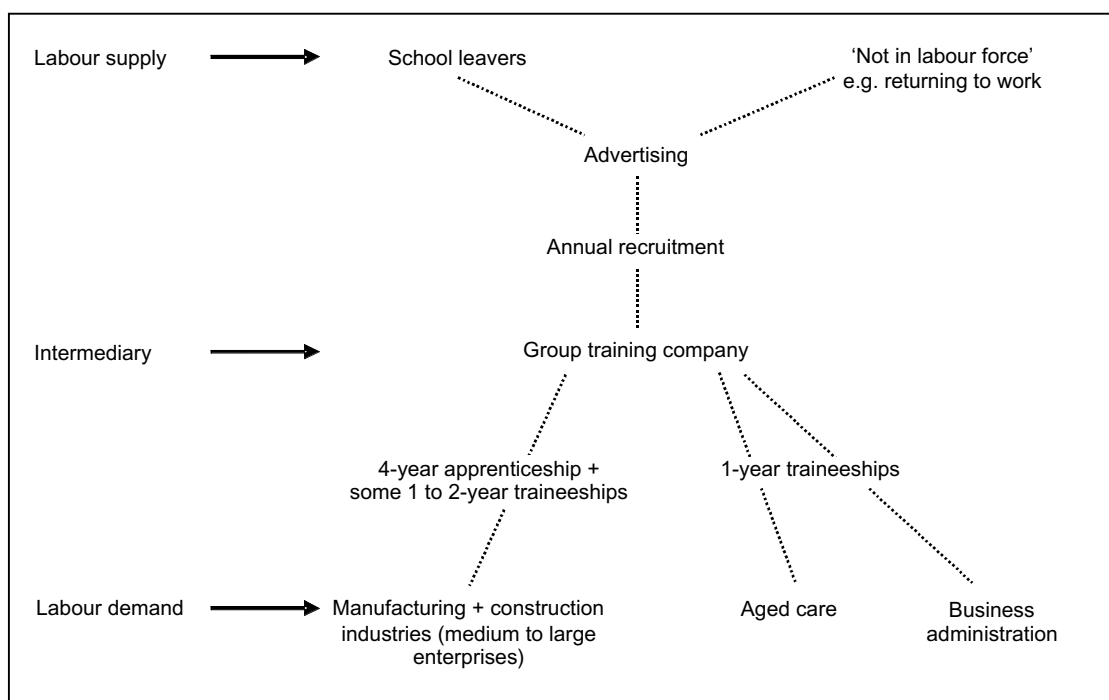 Labour supply
School leavers
‘Not in labour force’
e.g. returning to work
Advertising
Annual recruitment
Intermediary
Group training company
4-year apprenticeship +
some 1 to 2-year traineeships
1-year traineeships
Labour demand
Manufacturing + construction
industries (medium to large
enterprises)
Aged care
Business
administration